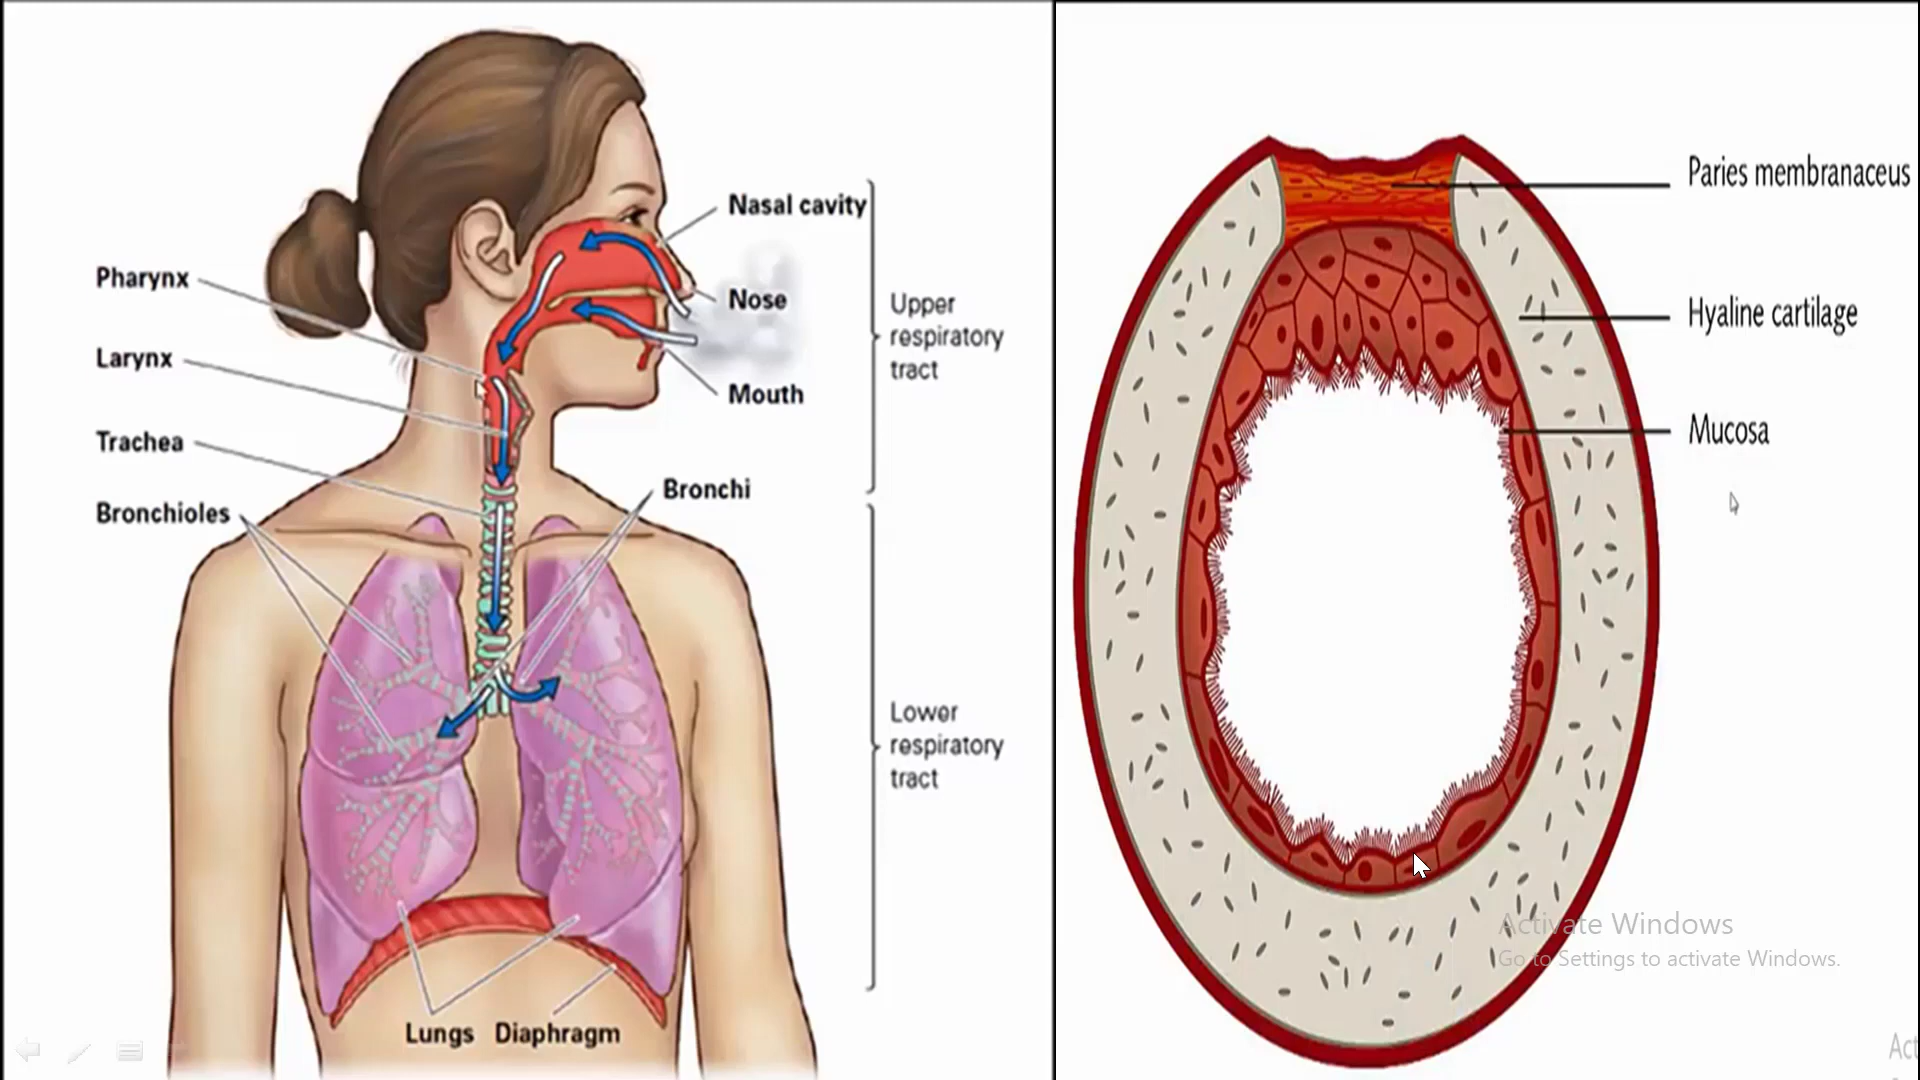 Nasal cavity
Pharynx
Nose
Upper
respiratory
tract
Larynx
Mouth
Trachea
Bronchi
Bronchioles
Lower
respiratory
tract
Lungs
Diaphragm
Paries membranaceus
Hyaline cartilage
Mucosa
Activate Windows
Go to Settings to activate Windows.
Act